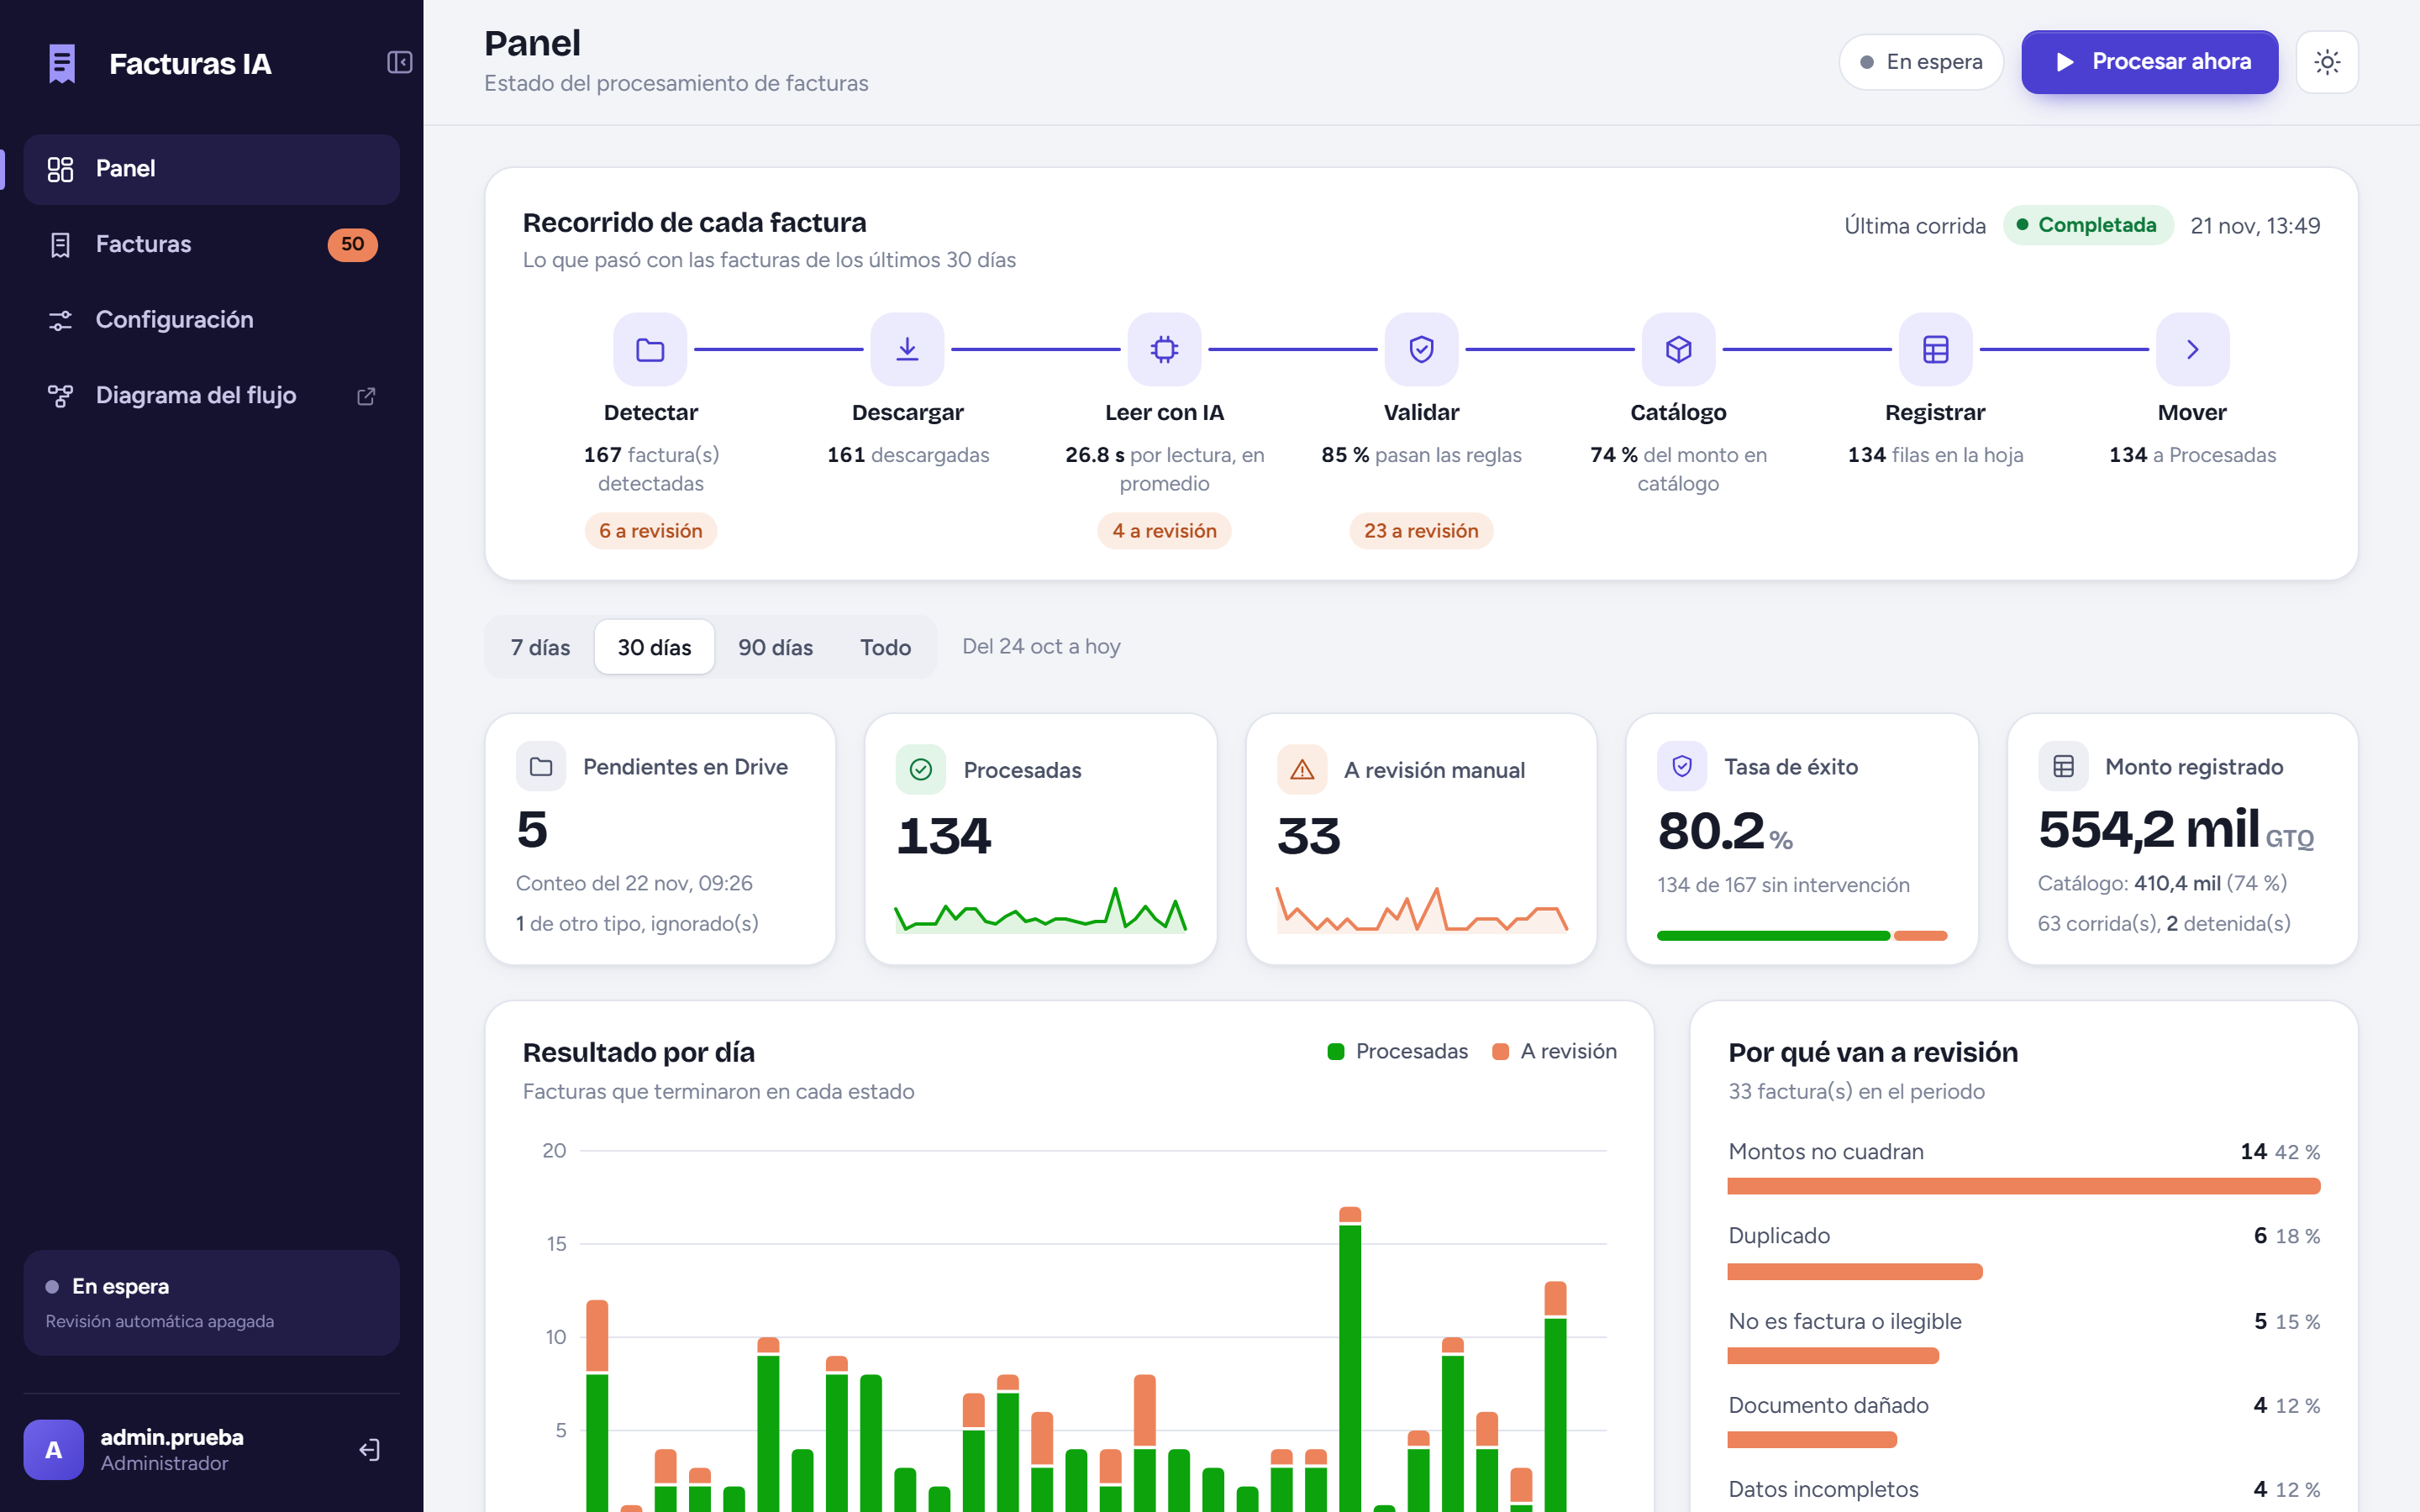 Facturas IA
Panel
Facturas 50
Configuración
Diagrama del flujo
En espera
Revisión automática apagada
A
admin.prueba
Administrador
Panel
Estado del procesamiento de facturas
En espera
Procesar ahora
Recorrido de cada factura
Lo que pasó con las facturas de los últimos 30 días
Última corrida Completada 21 nov, 13:49
Detectar
167 factura(s)
detectadas
6 a revisión
Descargar
161 descargadas
Leer con IA
26.8 s por lectura, en
promedio
4 a revisión
Validar
85 % pasan las reglas
23 a revisión
Catálogo
74 % del monto en
catálogo
Registrar
134 filas en la hoja
Mover
134 a Procesadas
7 días 30 días 90 días Todo Del 24 oct a hoy
Pendientes en Drive
5
Conteo del 22 nov, 09:26
1 de otro tipo, ignorado(s)
Procesadas
134
A revisión manual
33
Tasa de éxito
80.2 %
134 de 167 sin intervención
Monto registrado
554,2 mil GTQ
Catálogo: 410,4 mil (74 %)
63 corrida(s), 2 detenida(s)
Resultado por día
Facturas que terminaron en cada estado
Procesadas A revisión
20
15
10
5
Por qué van a revisión
33 factura(s) en el periodo
Montos no cuadran 14 42 %
Duplicado 6 18 %
No es factura o ilegible 5 15 %
Documento dañado 4 12 %
Datos incompletos 4 12 %